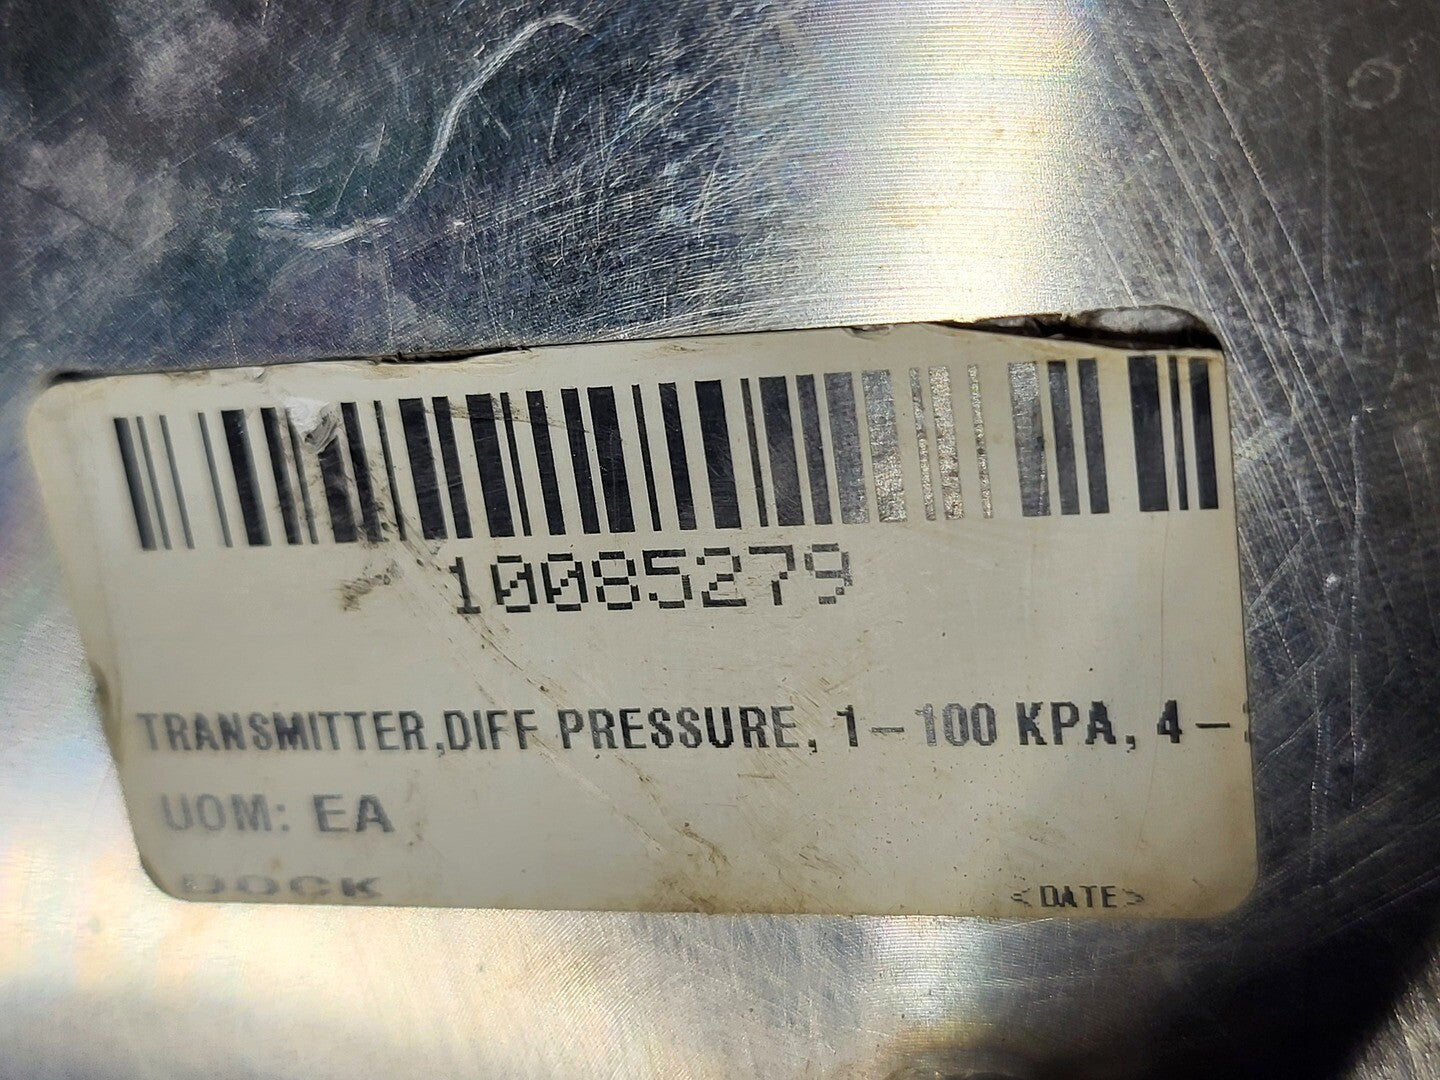 10085279
TRANSMITTER,DIFF PRESSURE, 1-100 KPA, 4-
UOM: EA
DOCK
<DATE>